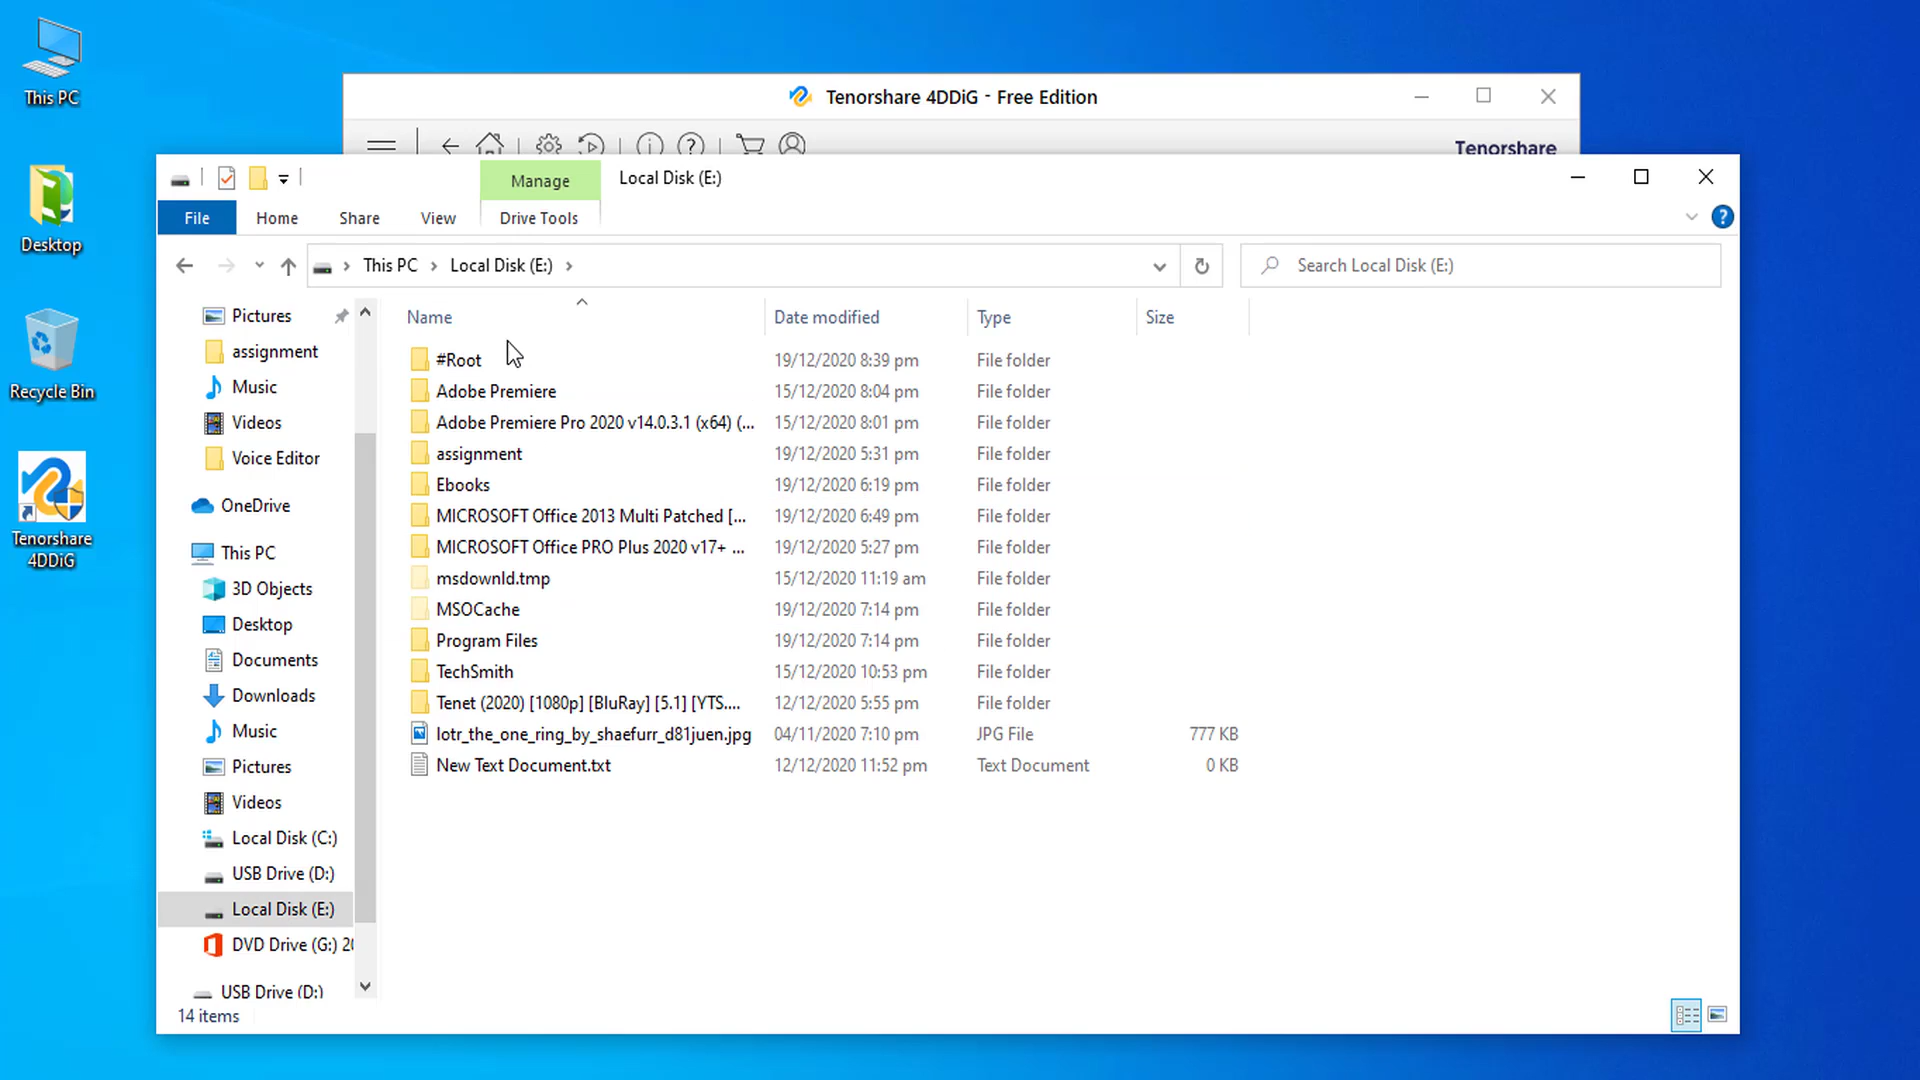 This PC
Desktop
Recycle Bin
Tenorshare
4DDiG
Tenorshare 4DDiG - Free Edition
Tenorshare
Manage
Local Disk (E:)
File
Home
Share
View
Drive Tools
This PC
Local Disk (E:)
Search Local Disk (E:)
Pictures
assignment
Music
Videos
Voice Editor
OneDrive
This PC
3D Objects
Desktop
Documents
Downloads
Music
Pictures
Videos
Local Disk (C:)
USB Drive (D:)
Local Disk (E:)
DVD Drive (G:) 20
USB Drive (D:)
Name Date modified Type Size
#Root 19/12/2020 8:39 pm File folder
Adobe Premiere 15/12/2020 8:04 pm File folder
Adobe Premiere Pro 2020 v14.0.3.1 (x64) (... 15/12/2020 8:01 pm File folder
assignment 19/12/2020 5:31 pm File folder
Ebooks 19/12/2020 6:19 pm File folder
MICROSOFT Office 2013 Multi Patched [... 19/12/2020 6:49 pm File folder
MICROSOFT Office PRO Plus 2020 v17+ ... 19/12/2020 5:27 pm File folder
msdownld.tmp 15/12/2020 11:19 am File folder
MSOCache 19/12/2020 7:14 pm File folder
Program Files 19/12/2020 7:14 pm File folder
TechSmith 15/12/2020 10:53 pm File folder
Tenet (2020) [1080p] [BluRay] [5.1] [YTS.... 12/12/2020 5:55 pm File folder
lotr_the_one_ring_by_shaefurr_d81juen.jpg 04/11/2020 7:10 pm JPG File 777 KB
New Text Document.txt 12/12/2020 11:52 pm Text Document 0 KB
14 items